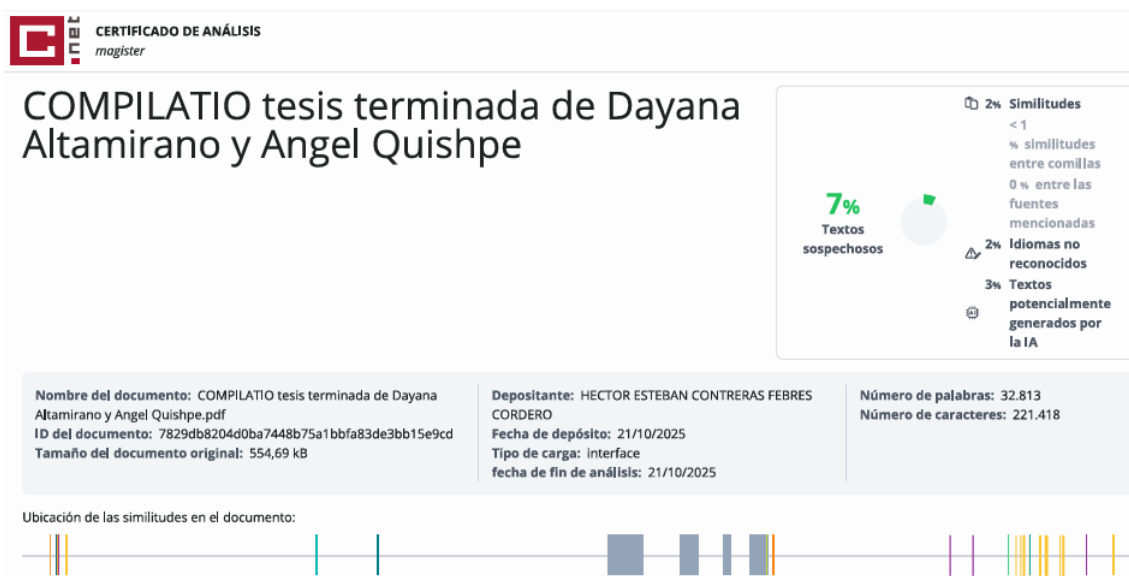 .net
CERTIFICADO DE ANÁLISIS
magister
COMPILATIO tesis terminada de Dayana
Altamirano y Angel Quishpe
7%
Textos
sospechosos
2% Similitudes
< 1
% similitudes
entre comillas
0 % entre las
fuentes
mencionadas
2% Idiomas no
reconocidos
3% Textos
potencialmente
generados por
la IA
Nombre del documento: COMPILATIO tesis terminada de Dayana
Altamirano y Angel Quishpe.pdf
ID del documento: 7829db8204d0ba7448b75a1bbfa83de3bb15e9cd
Tamaño del documento original: 554,69 kB
Depositante: HECTOR ESTEBAN CONTRERAS FEBRES
CORDERO
Fecha de depósito: 21/10/2025
Tipo de carga: interface
fecha de fin de análisis: 21/10/2025
Número de palabras: 32.813
Número de caracteres: 221.418
Ubicación de las similitudes en el documento: